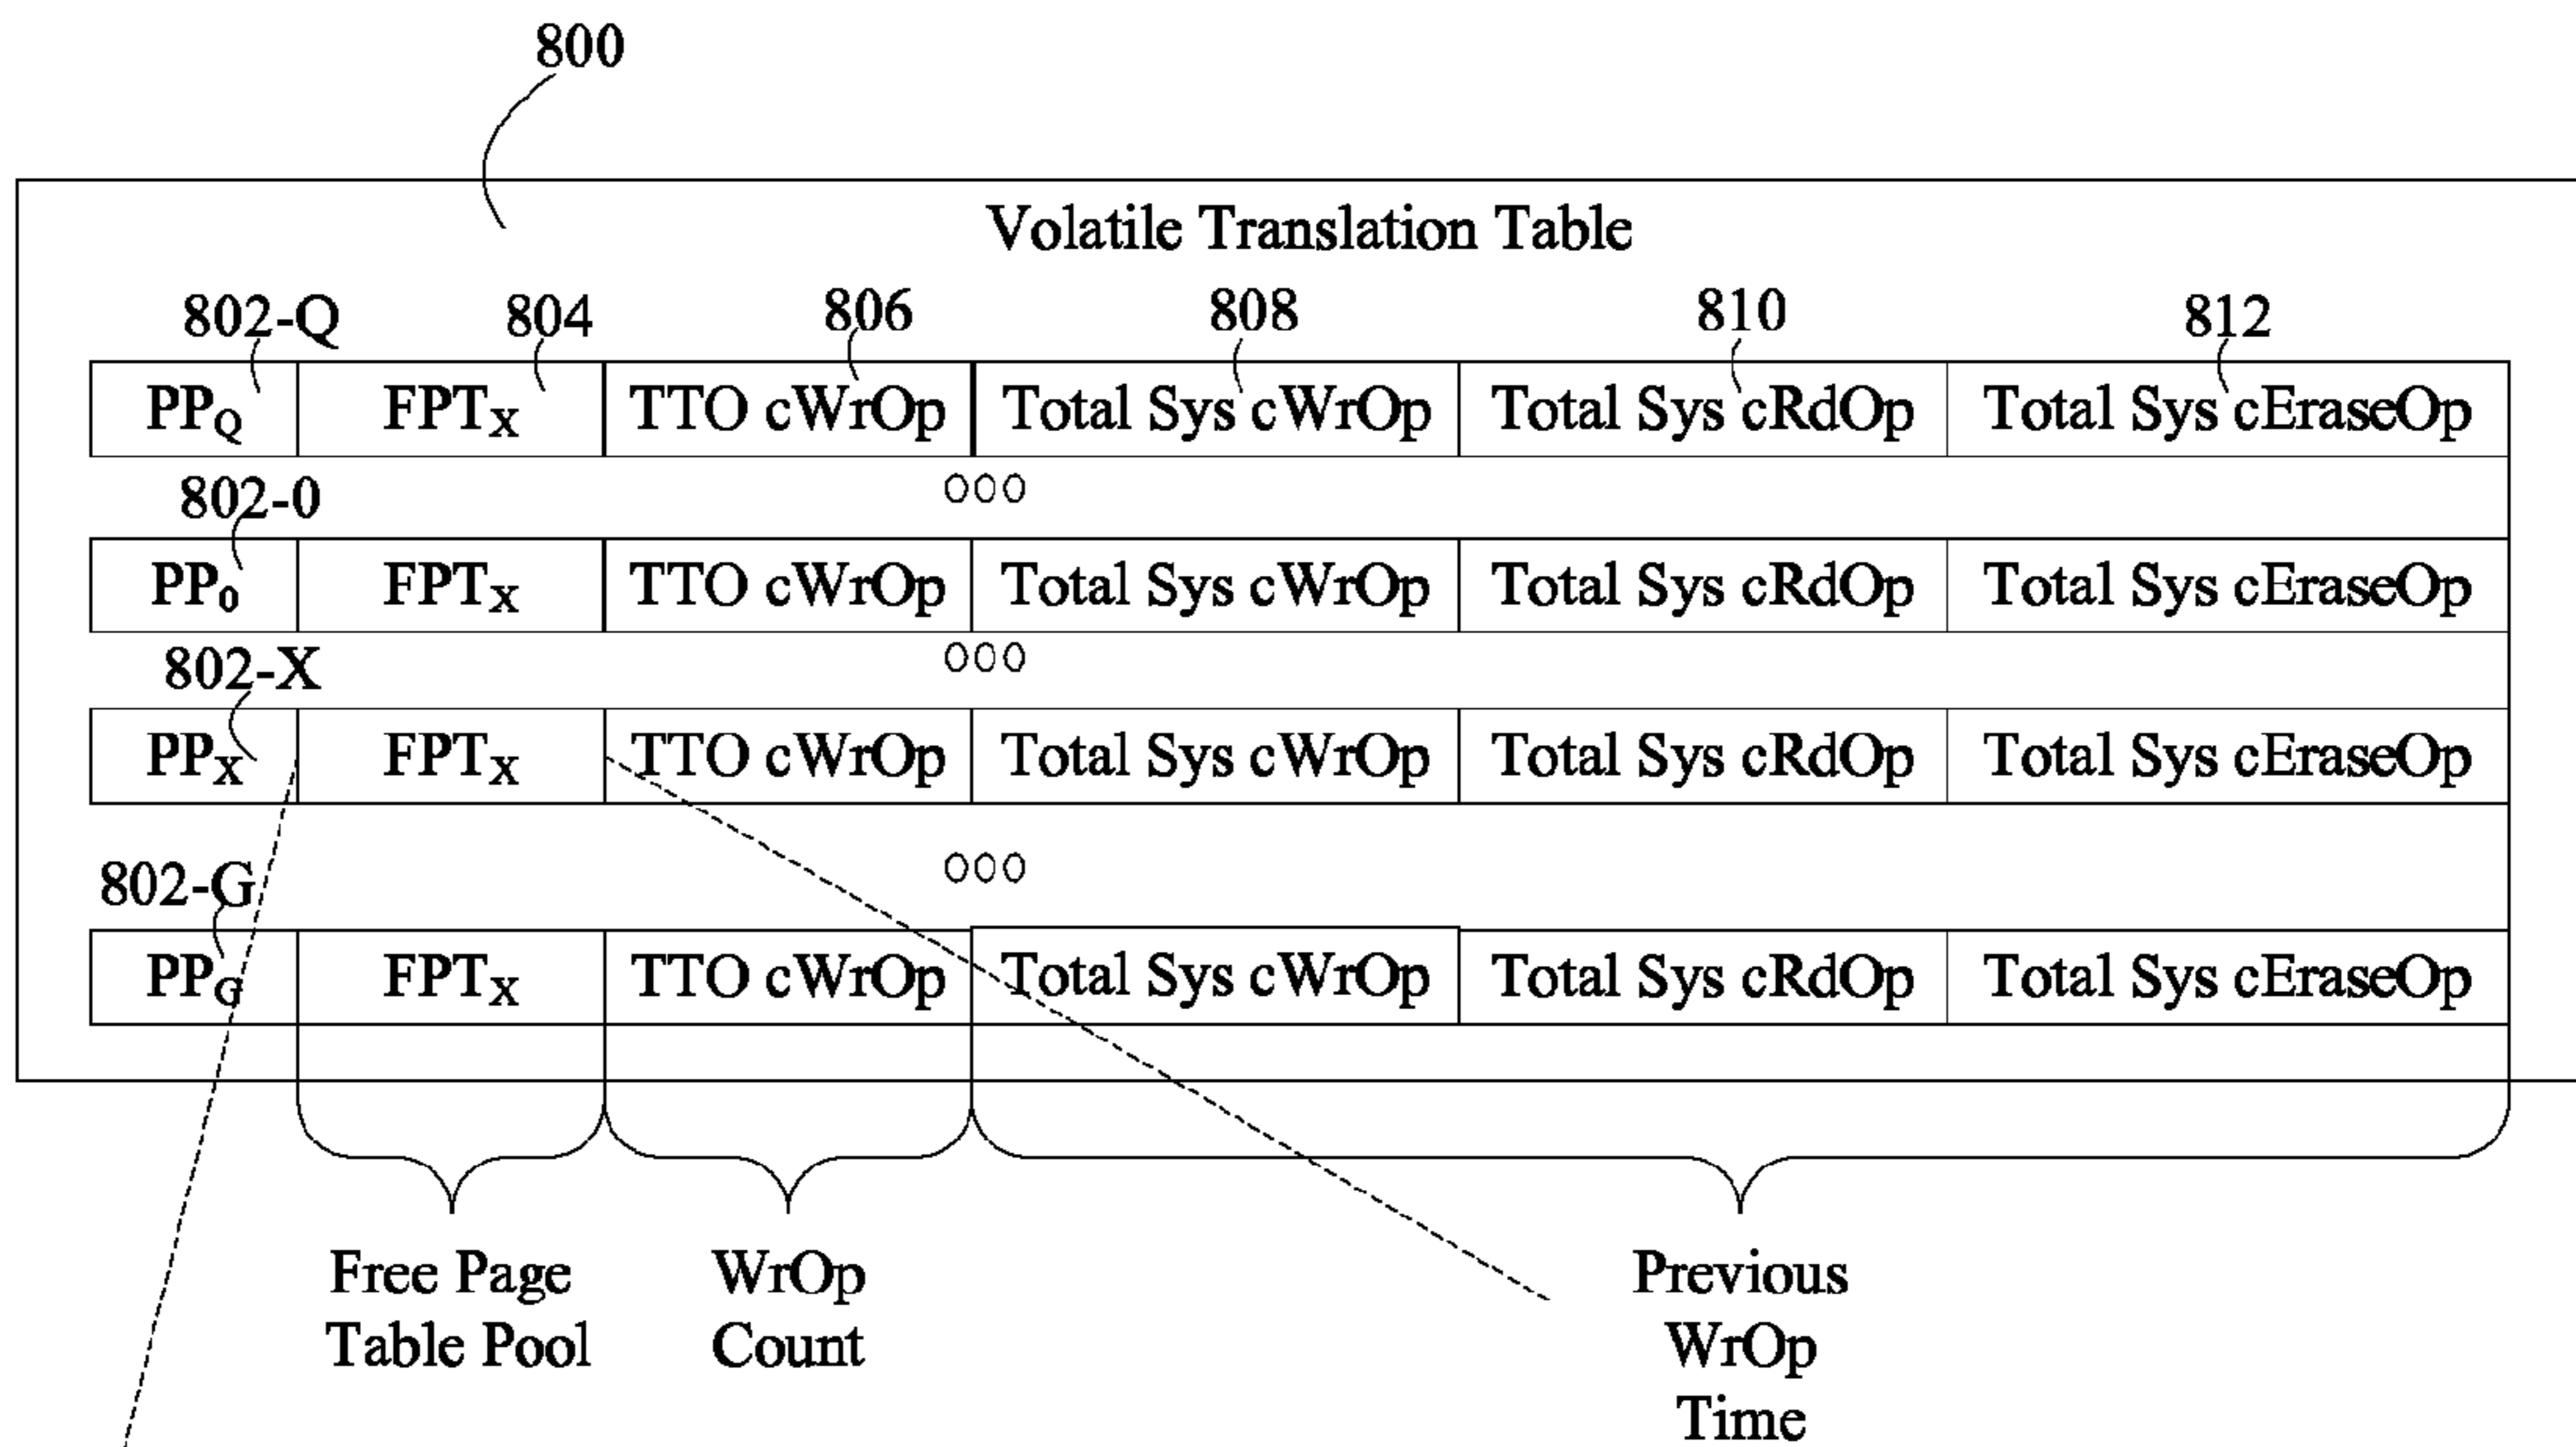 800
Volatile Translation Table
802-Q 804 806 808 810 812
PPQ FPTX TTO cWrOp Total Sys cWrOp Total Sys cRdOp Total Sys cEraseOp
802-0
PP0 FPTX TTO cWrOp Total Sys cWrOp Total Sys cRdOp Total Sys cEraseOp
802-X
PPX FPTX TTO cWrOp Total Sys cWrOp Total Sys cRdOp Total Sys cEraseOp
802-G
PPG FPTX TTO cWrOp Total Sys cWrOp Total Sys cRdOp Total Sys cEraseOp
Free Page
Table Pool
WrOp
Count
Previous
WrOp
Time